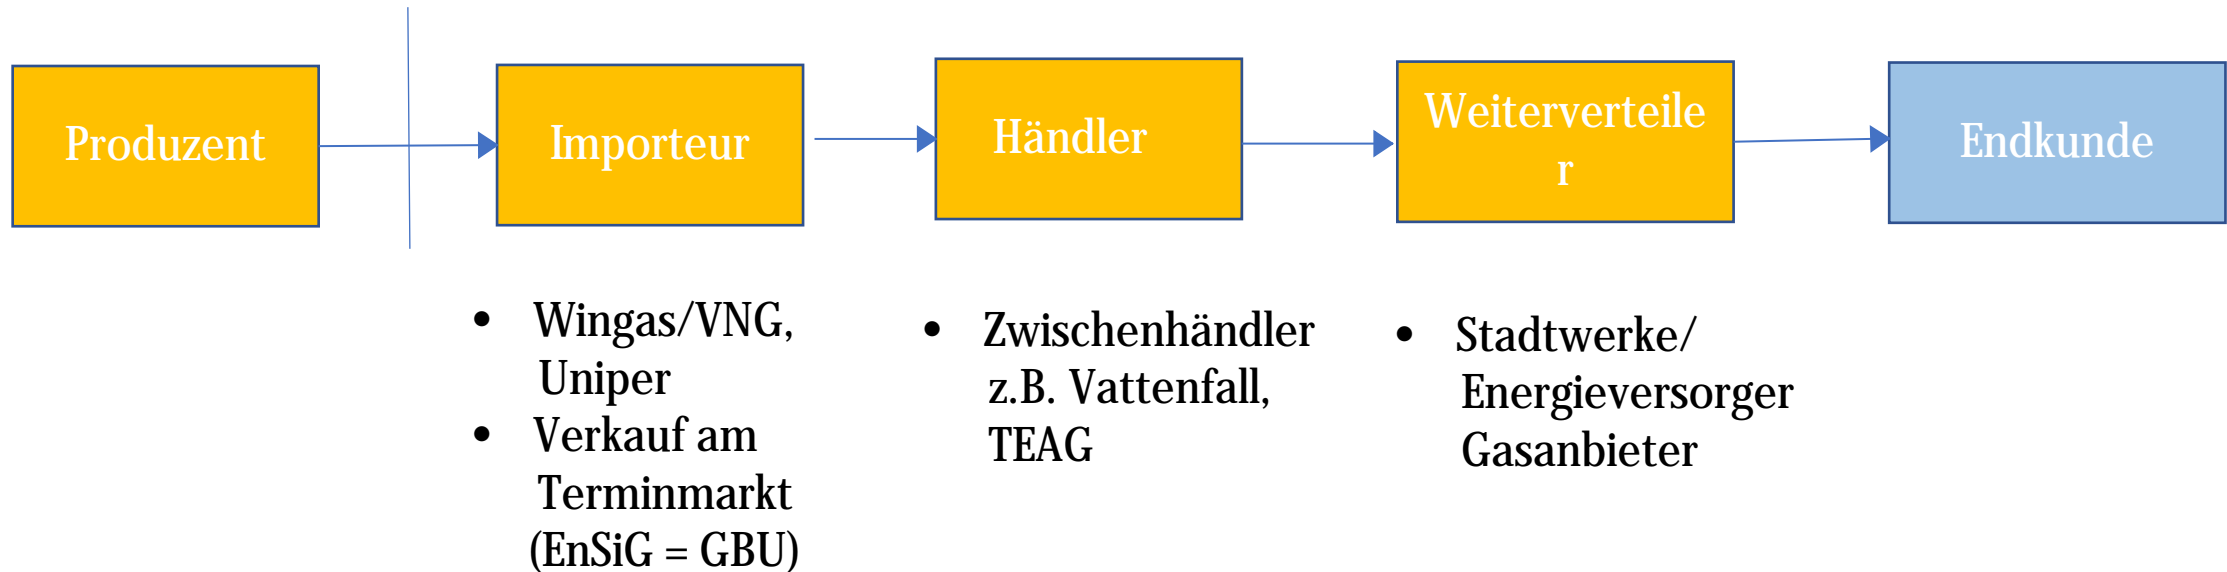 Produzent
Importeur
Händler
Weiterverteile
r
Endkunde
• Wingas/VNG,
Uniper
• Verkauf am
Terminmarkt
(EnSiG = GBU)
• Zwischenhändler
z.B. Vattenfall,
TEAG
• Stadtwerke/
Energieversorger
Gasanbieter